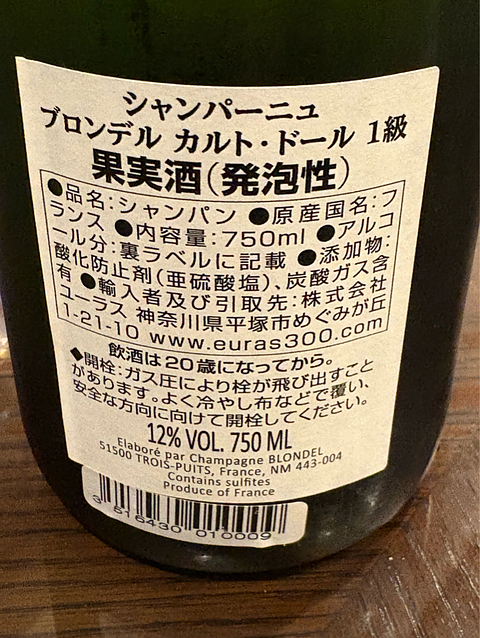 シャンパーニュ
ブロンデル カルト・ドール 1級
果実酒(発泡性)
●品名:シャンパン ●原産国名:フ
ランス ●内容量:750ml ●アルコ
ール分:裏ラベルに記載 ●添加物:
酸化防止剤(亜硫酸塩)、炭酸ガス含
有 ●輸入者及び引取先:株式会社
ユーラス 神奈川県平塚市めぐみが丘
1-21-10 www.euras300.com
飲酒は20歳になってから。
◆開栓:ガス圧により栓が飛び出すこと
があります。よく冷やし布などで覆い、
安全な方向に向けて開栓してください。
12% VOL. 750 ML
Elaboré par Champagne BLONDEL
51500 TROIS-PUITS, France, NM 443-004
Contains sulfites
Produce of France
3 516430 010009